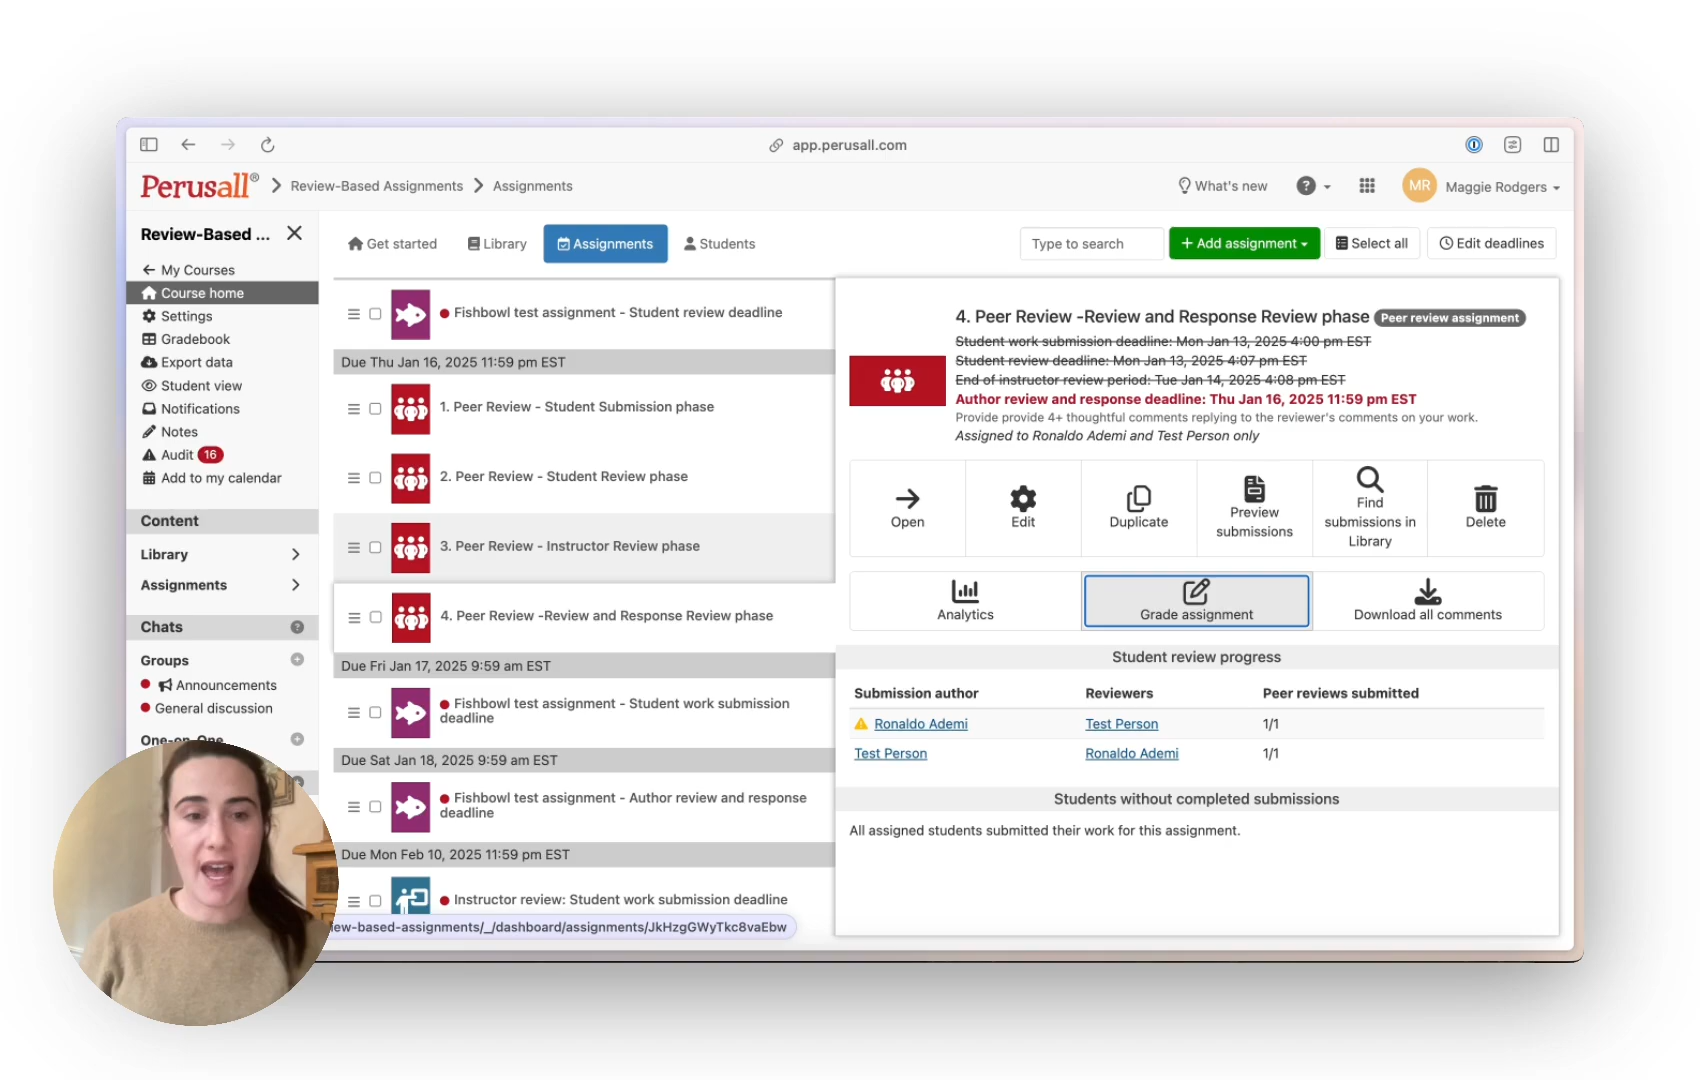 app.perusall.com
Perusall®
Review-Based Assignments
Assignments
What's new
?
MR
Maggie Rodgers
Review-Based ...
My Courses
Course home
Settings
Gradebook
Export data
Student view
Notifications
Notes
Audit 16
Add to my calendar
Content
Library
Assignments
Chats
?
Groups
Announcements
General discussion
One-on-One
Get started
Library
Assignments
Students
Type to search
+ Add assignment
Select all
Edit deadlines
Fishbowl test assignment - Student review deadline
Due Thu Jan 16, 2025 11:59 pm EST
1. Peer Review - Student Submission phase
2. Peer Review - Student Review phase
3. Peer Review - Instructor Review phase
4. Peer Review -Review and Response Review phase
Due Fri Jan 17, 2025 9:59 am EST
Fishbowl test assignment - Student work submission
deadline
Due Sat Jan 18, 2025 9:59 am EST
Fishbowl test assignment - Author review and response
deadline
Due Mon Feb 10, 2025 11:59 pm EST
Instructor review: Student work submission deadline
iew-based-assignments/_/dashboard/assignments/JkHzgGWyTkc8vaEbw
4. Peer Review -Review and Response Review phase
Peer review assignment
Student work submission deadline: Mon Jan 13, 2025 4:00 pm EST
Student review deadline: Mon Jan 13, 2025 4:07 pm EST
End of instructor review period: Tue Jan 14, 2025 4:08 pm EST
Author review and response deadline: Thu Jan 16, 2025 11:59 pm EST
Provide provide 4+ thoughtful comments replying to the reviewer's comments on your work.
Assigned to Ronaldo Ademi and Test Person only
Open
Edit
Duplicate
Preview
submissions
Find
submissions in
Library
Delete
Analytics
Grade assignment
Download all comments
Student review progress
Submission author Reviewers Peer reviews submitted
Ronaldo Ademi Test Person 1/1
Test Person Ronaldo Ademi 1/1
Students without completed submissions
All assigned students submitted their work for this assignment.